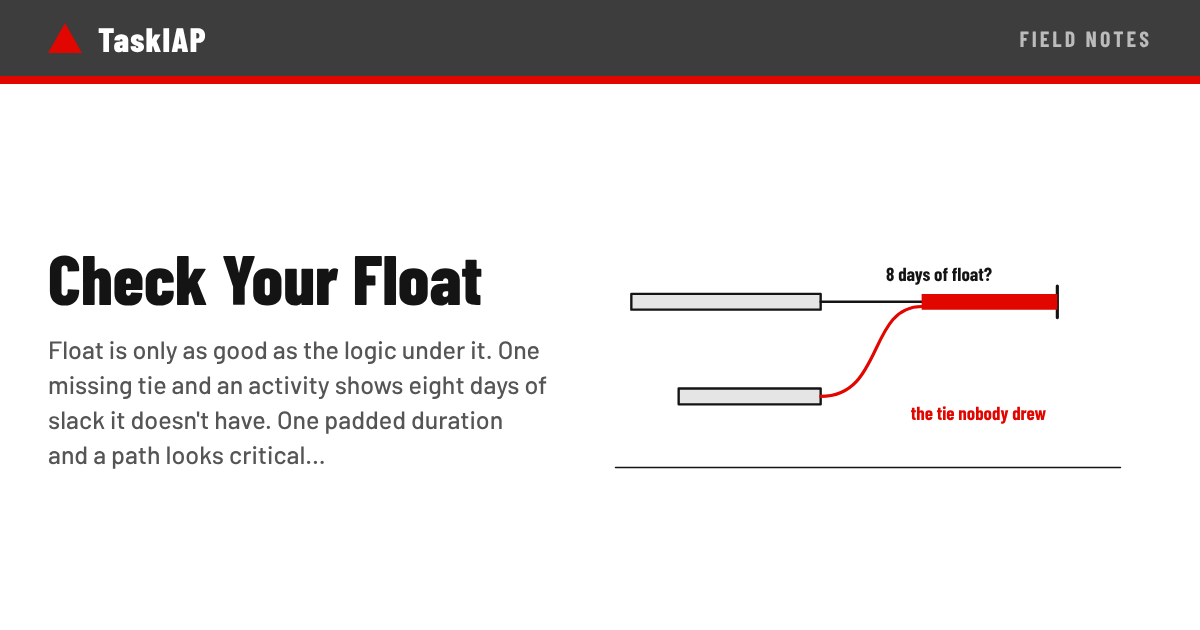 TaskIAP
FIELD NOTES
Check Your Float
Float is only as good as the logic under it. One
missing tie and an activity shows eight days of
slack it doesn't have. One padded duration
and a path looks critical...
8 days of float?
the tie nobody drew